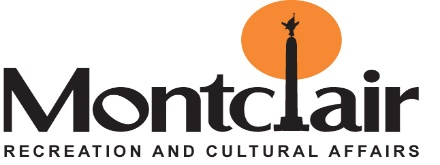 Montclair
RECREATION AND CULTURAL AFFAIRS